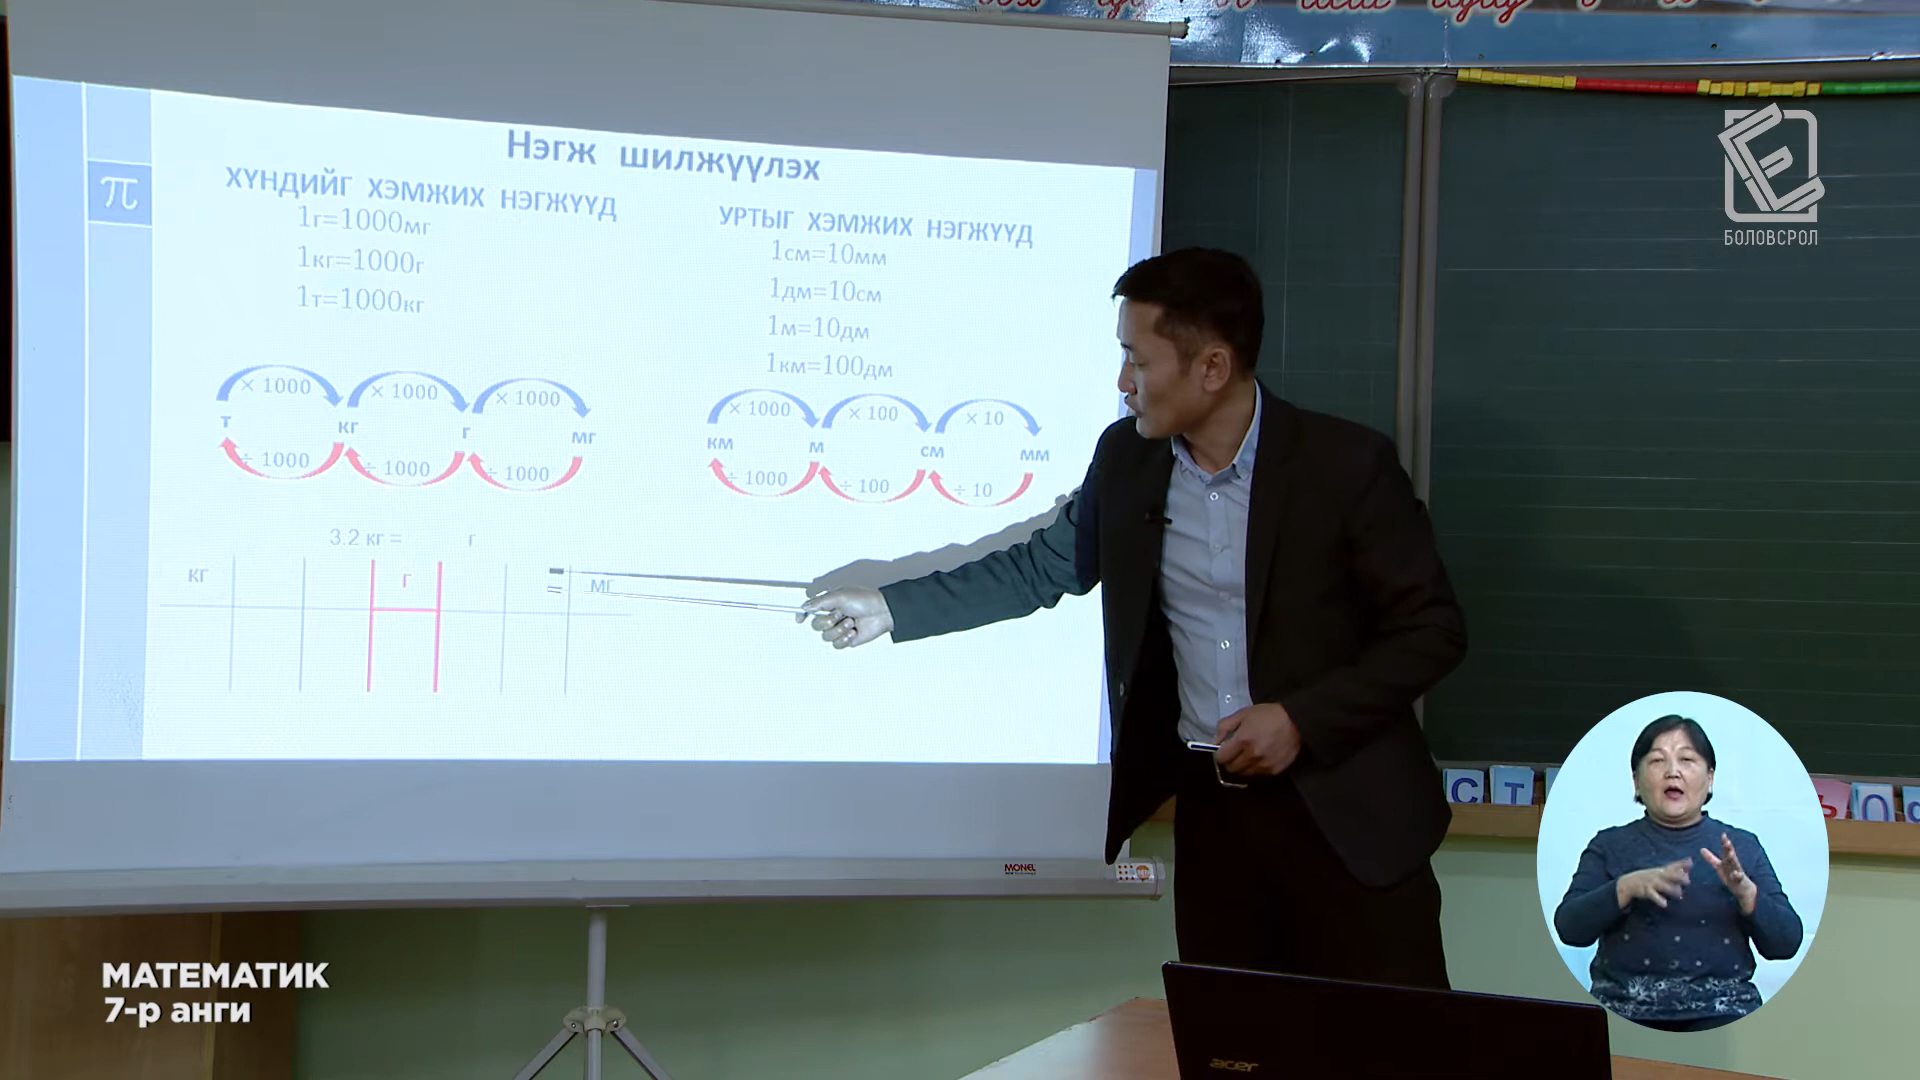 Нэгж шилжүүлэх
ХҮНДИЙГ ХЭМЖИХ НЭГЖҮҮД
1г=1000мг
1кг=1000г
1т=1000кг
× 1000 × 1000 × 1000
т кг г мг
÷ 1000 ÷ 1000 ÷ 1000
УРТЫГ ХЭМЖИХ НЭГЖҮҮД
1см=10мм
1дм=10см
1м=10дм
1км=100дм
× 1000 × 100 × 10
км м см мм
÷ 1000 ÷ 100 ÷ 10
3.2 кг = г
кг г мг
π
БОЛОВСРОЛ
MONEL
С Т
Ь О
acer
МАТЕМАТИК
7-р анги